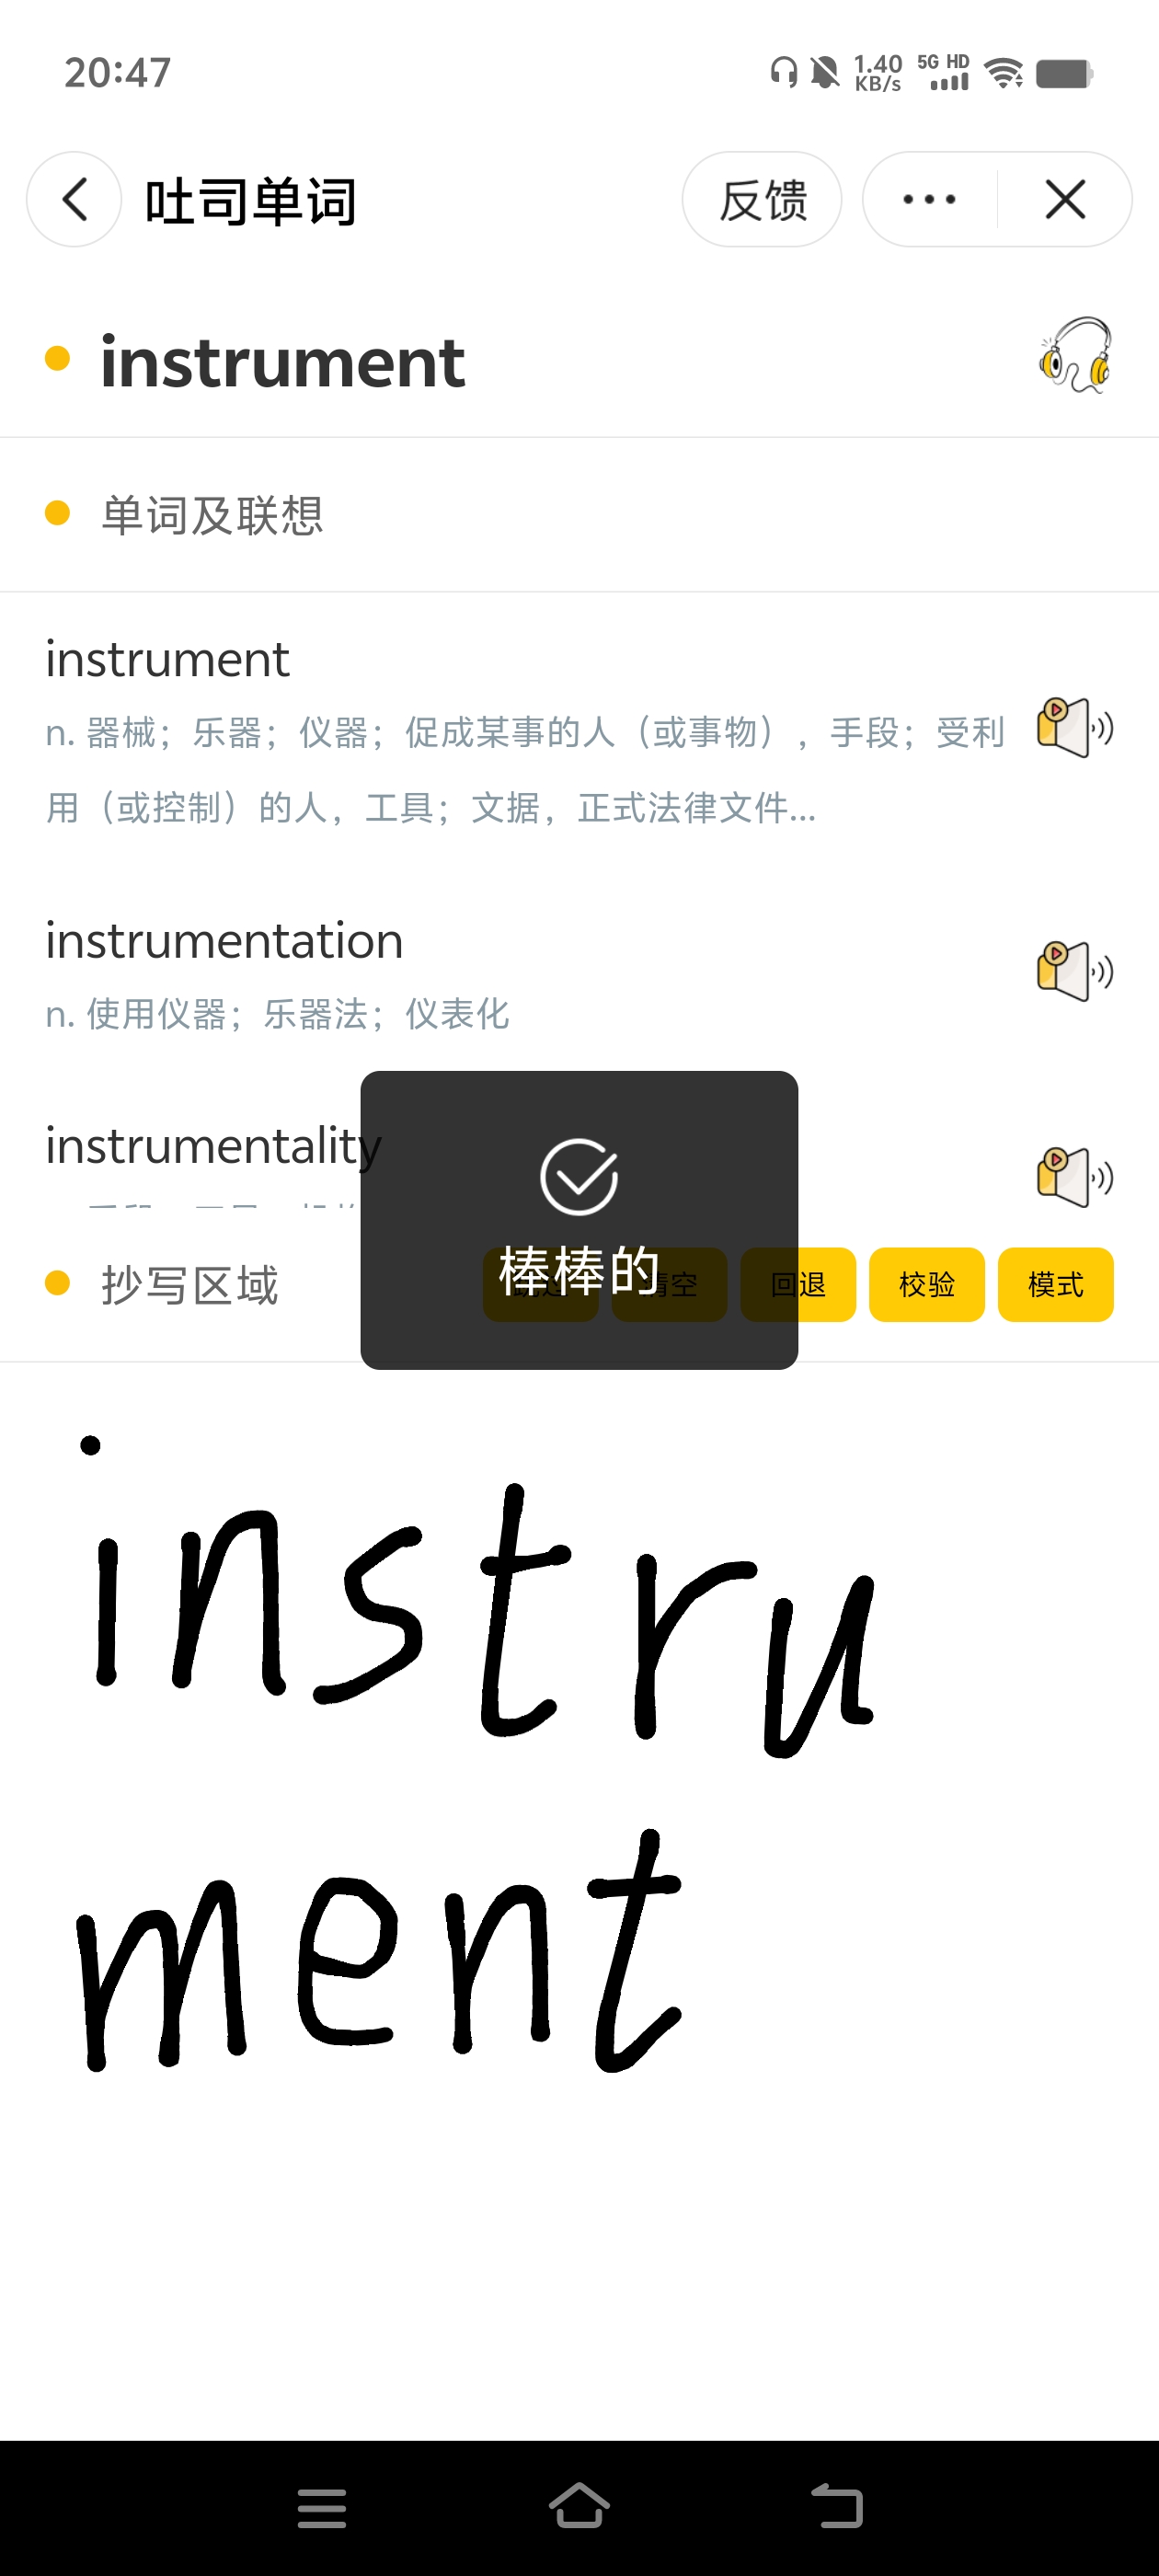 20:47
1.40 KB/s 5G HD
吐司单词 反馈
instrument
单词及联想
instrument
n. 器械；乐器；仪器；促成某事的人（或事物），手段；受利
用（或控制）的人，工具；文据，正式法律文件...
instrumentation
n. 使用仪器；乐器法；仪表化
instrumentality
棒棒的
抄写区域 清空 回退 校验 模式
instru
ment